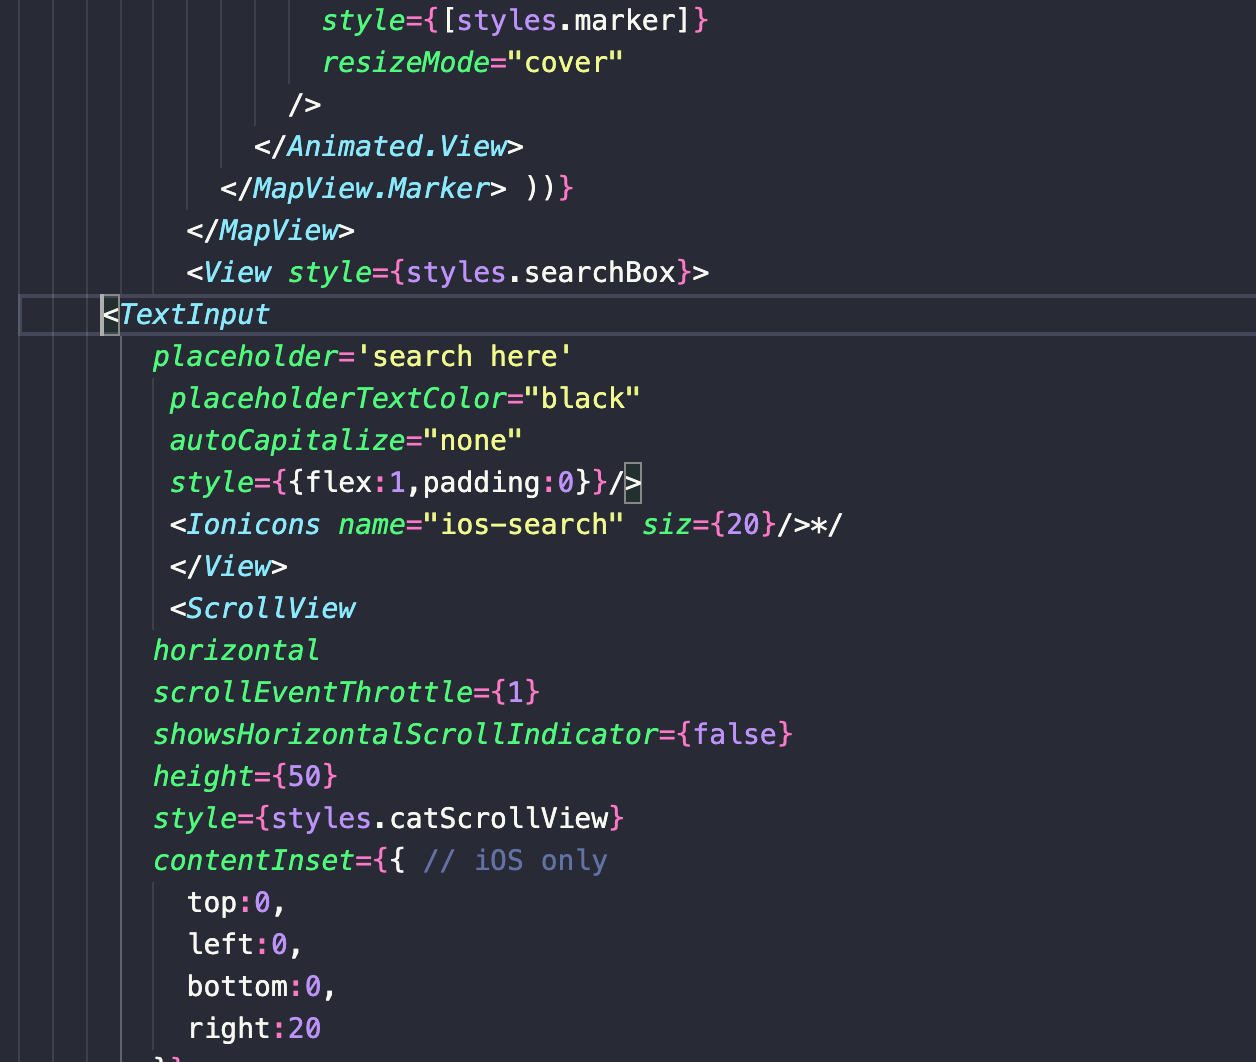 style={[styles.marker]}
resizeMode="cover"
/>
</Animated.View>
</MapView.Marker> ))}
</MapView>
<View style={styles.searchBox}>
<TextInput
placeholder='search here'
placeholderTextColor="black"
autoCapitalize="none"
style={{flex:1,padding:0}}/>
<Ionicons name="ios-search" siz={20}/>*/
</View>
<ScrollView
horizontal
scrollEventThrottle={1}
showsHorizontalScrollIndicator={false}
height={50}
style={styles.catScrollView}
contentInset={{ // iOS only
top:0,
left:0,
bottom:0,
right:20
}}